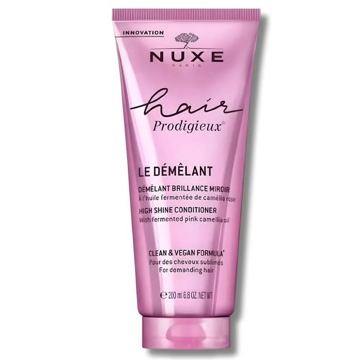 INNOVATION
NUXE
PARIS
hair
Prodigieux®
LE DÉMÊLANT
DÉMÊLANT BRILLANCE MIROIR
À l'huile fermentée de camélia rose
HIGH SHINE CONDITIONER
With fermented pink camellia oil
CLEAN & VEGAN FORMULA*
Pour des cheveux sublimés
For demanding hair
℮ 200 ml 6.8 OZ. NET WT